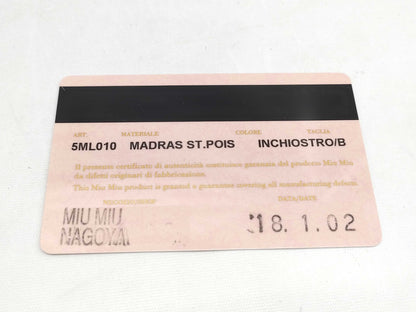 ART. MATERIALE COLORE TAGLIA
5ML010 MADRAS ST.POIS INCHIOSTRO/B
Il presente certificato di autenticità costituisce garanzia del prodotto Miu Miu
da difetti originari di fabbricazione.
This Miu Miu product is granted a guarantee covering all manufacturing defects.
NEGOZIO/SHOP DATA/DATE
MIU MIU
NAGOYA '18. 1. 02